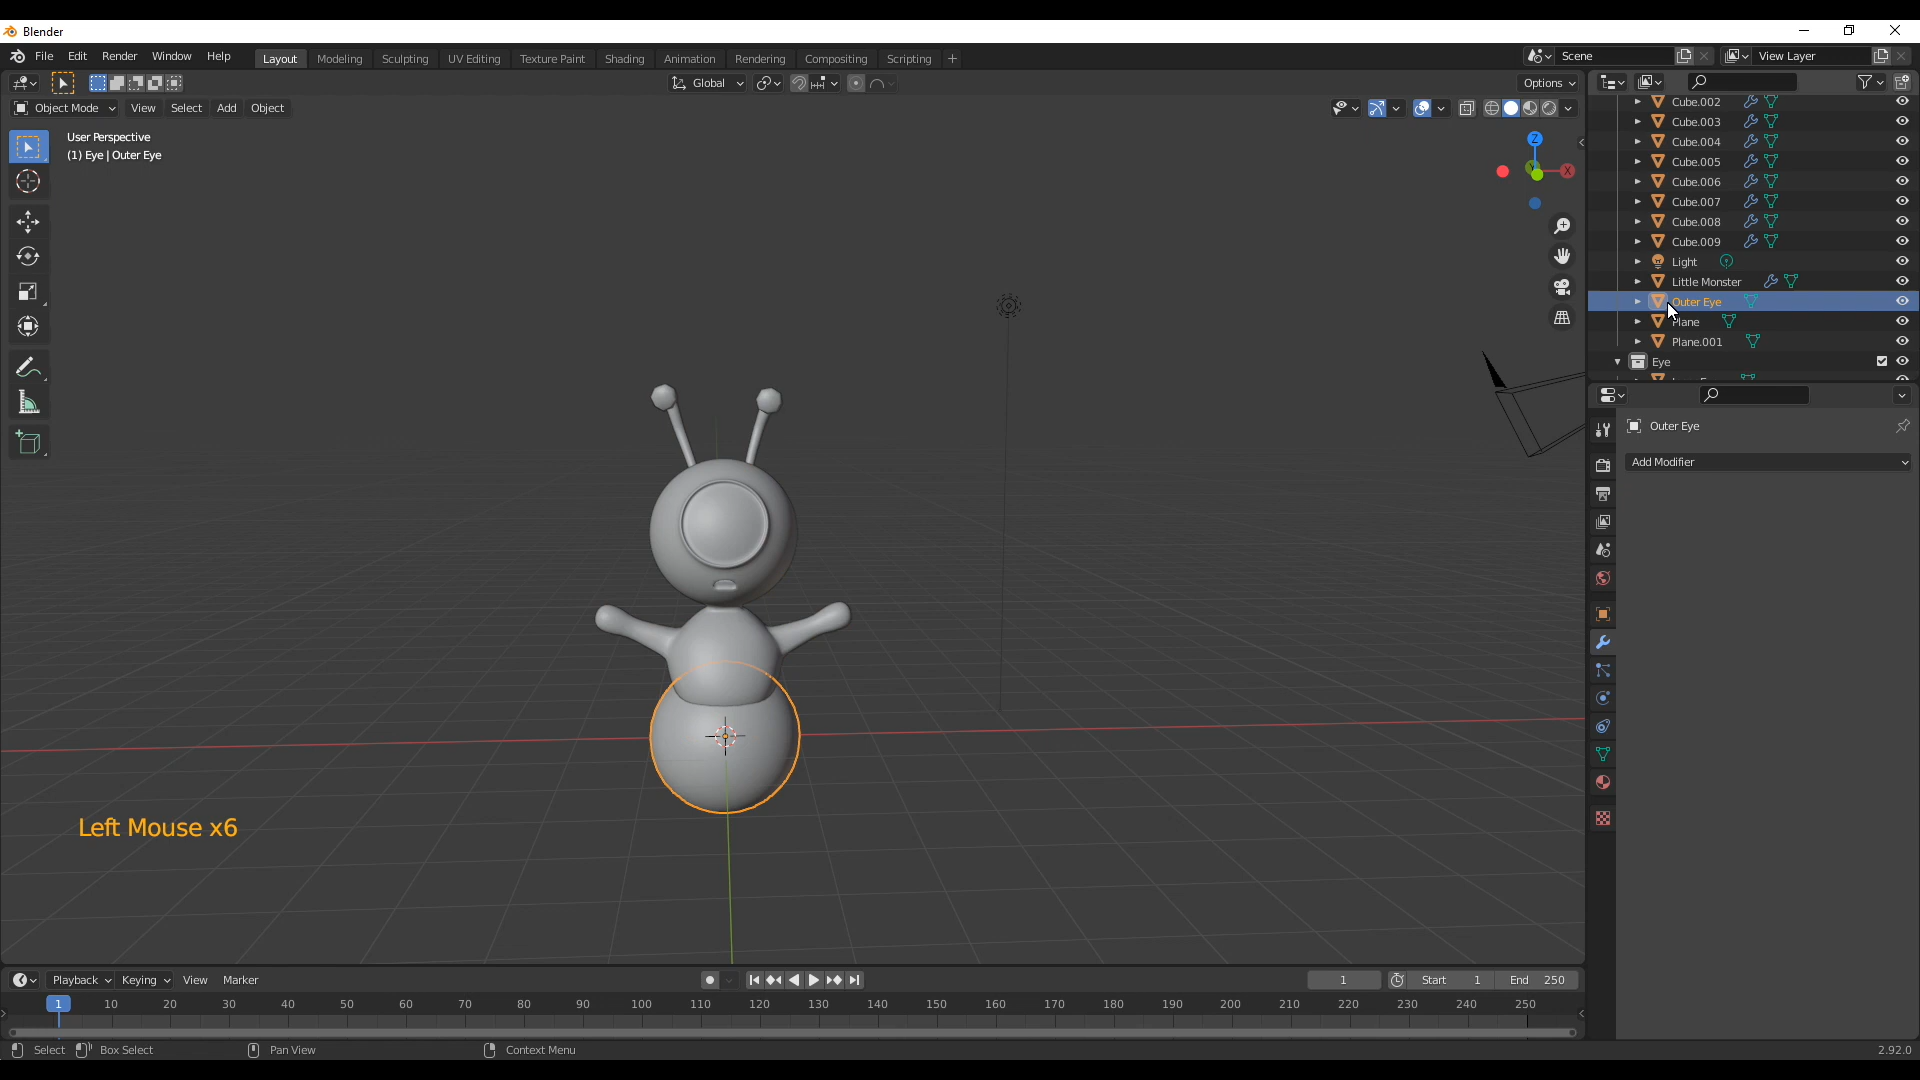 Blender
File Edit Render Window Help Layout Modeling Sculpting UV Editing Texture Paint Shading Animation Rendering Compositing Scripting + Scene View Layer
Global Options
Object Mode View Select Add Object
User Perspective
(1) Eye | Outer Eye
Z
X
Cube.002
Cube.003
Cube.004
Cube.005
Cube.006
Cube.007
Cube.008
Cube.009
Light
Little Monster
Outer Eye
Plane
Plane.001
Eye
Outer Eye
Add Modifier
Left Mouse x6
Playback Keying View Marker 1 Start 1 End 250
1 10 20 30 40 50 60 70 80 90 100 110 120 130 140 150 160 170 180 190 200 210 220 230 240 250
Select Box Select Pan View Context Menu 2.92.0